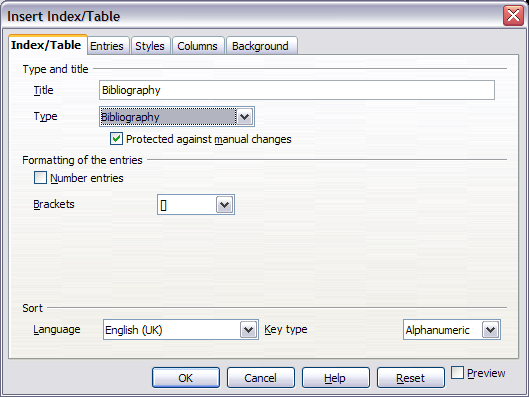 Insert Index/Table
Index/Table Entries Styles Columns Background
Type and title
Title Bibliography
Type Bibliography
Protected against manual changes
Formatting of the entries
Number entries
Brackets []
Sort
Language English (UK) Key type Alphanumeric
OK Cancel Help Reset Preview